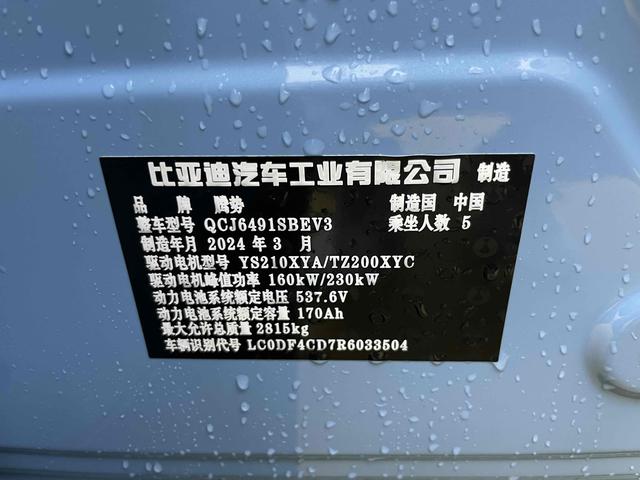 比亚迪汽车工业有限公司 制造
品 牌 腾势 制造国 中国
整车型号 QCJ6491SBEV3 乘坐人数 5
制造年月 2024 年 3 月
驱动电机型号 YS210XYA/TZ200XYC
驱动电机峰值功率 160kW/230kW
动力电池系统额定电压 537.6V
动力电池系统额定容量 170Ah
最大允许总质量 2815kg
车辆识别代号 LC0DF4CD7R6033504